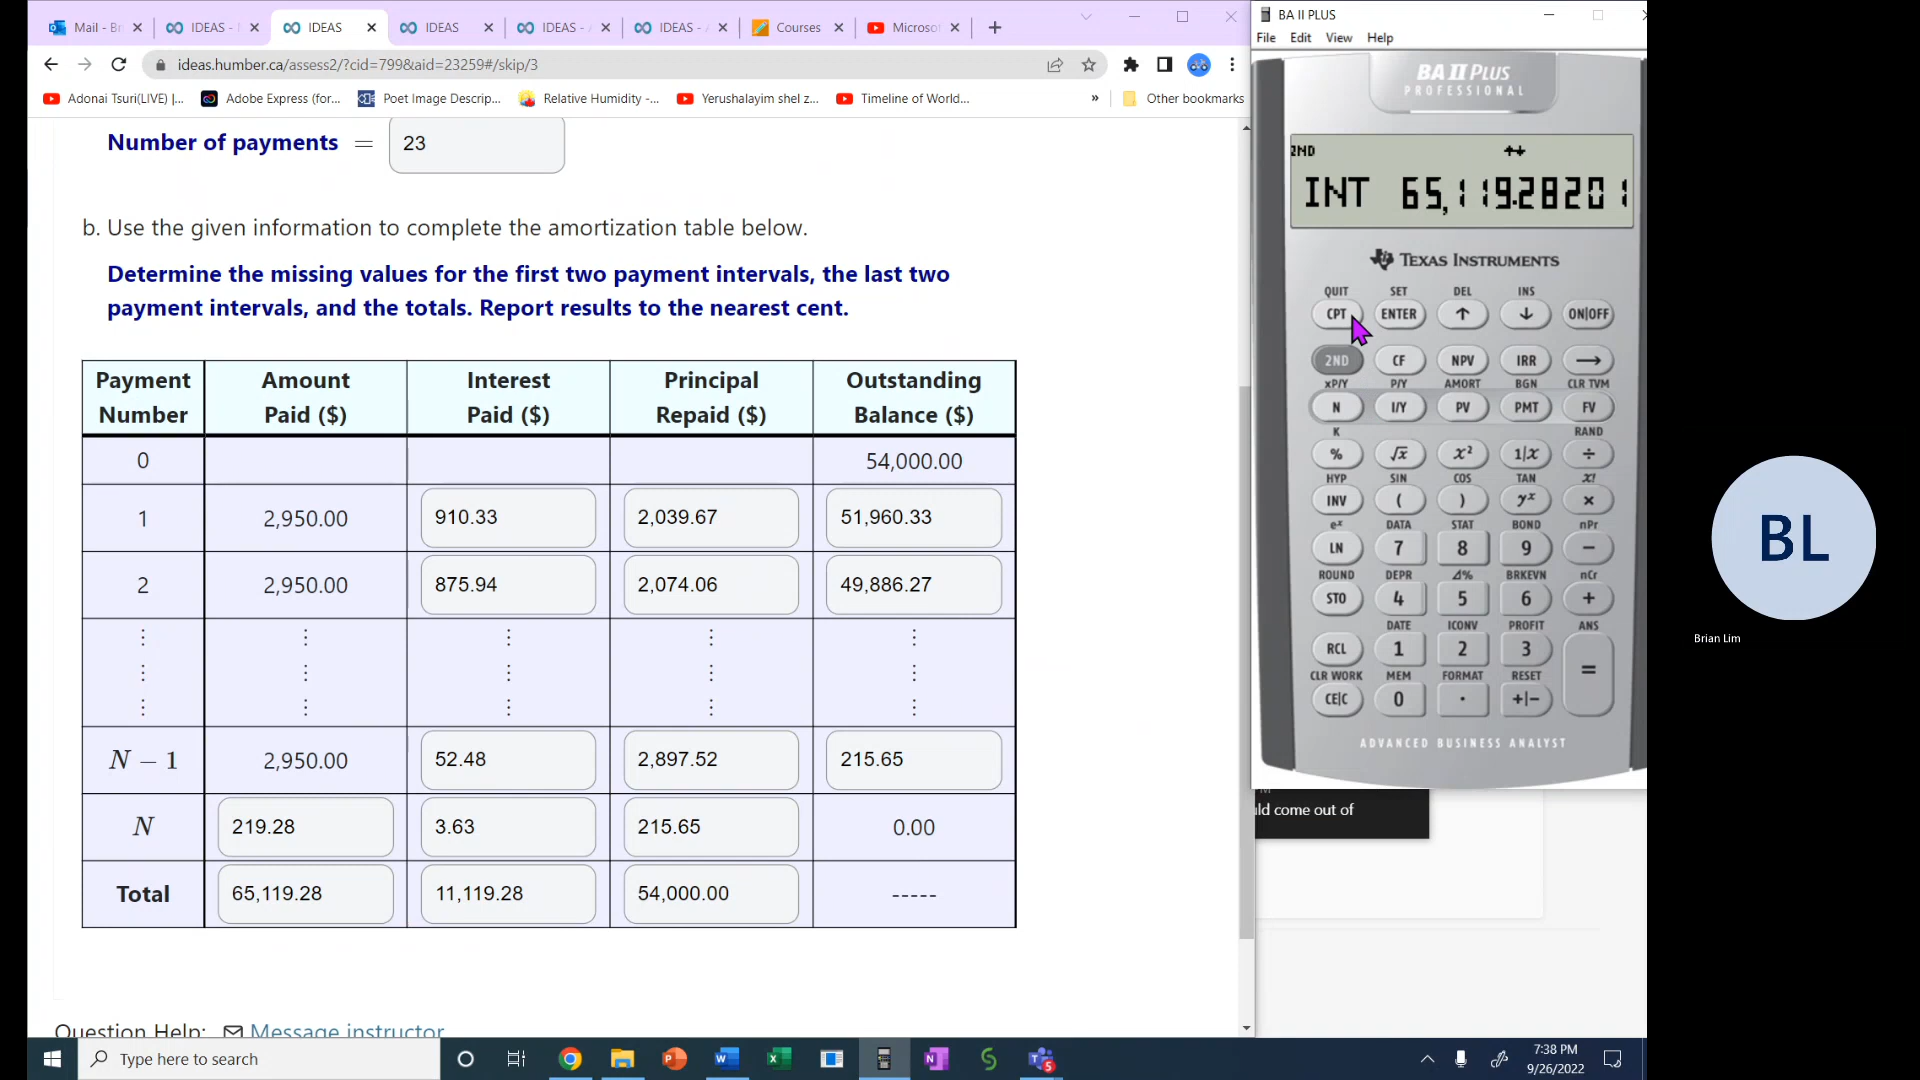 Mail - Br
IDEAS -
IDEAS
IDEAS
IDEAS -
IDEAS -
Courses
Microsof
ideas.humber.ca/assess2/?cid=799&aid=23259#/skip/3
Adonai Tsuri(LIVE) |...
Adobe Express (for...
Poet Image Descrip...
Relative Humidity -...
Yerushalayim shel z...
Timeline of World...
»
Other bookmarks
Number of payments = 23
b. Use the given information to complete the amortization table below.
Determine the missing values for the first two payment intervals, the last two
payment intervals, and the totals. Report results to the nearest cent.
Payment Number Amount Paid ($) Interest Paid ($) Principal Repaid ($) Outstanding Balance ($)
0 54,000.00
1 2,950.00 910.33 2,039.67 51,960.33
2 2,950.00 875.94 2,074.06 49,886.27
⋮ ⋮ ⋮ ⋮ ⋮
⋮ ⋮ ⋮ ⋮ ⋮
⋮ ⋮ ⋮ ⋮ ⋮
N − 1 2,950.00 52.48 2,897.52 215.65
N 219.28 3.63 215.65 0.00
Total 65,119.28 11,119.28 54,000.00 -----
Question Help: Message instructor
BA II PLUS
File Edit View Help
BA II PLUS
PROFESSIONAL
2ND
INT 65,119.28201
TEXAS INSTRUMENTS
QUIT SET DEL INS
CPT ENTER ↑ ↓ ON|OFF
2ND CF NPV IRR →
xP/Y P/Y AMORT BGN CLR TVM
N I/Y PV PMT FV
K RAND
% √x x² 1/x ÷
HYP SIN COS TAN x!
INV ( ) yˣ ×
eˣ DATA STAT BOND nPr
LN 7 8 9 −
ROUND DEPR Δ% BRKEVN nCr
STO 4 5 6 +
DATE ICONV PROFIT ANS
RCL 1 2 3 =
CLR WORK MEM FORMAT RESET
CE|C 0 . +|−
ADVANCED BUSINESS ANALYST
ld come out of
BL
Brian Lim
Type here to search
5
7:38 PM
9/26/2022